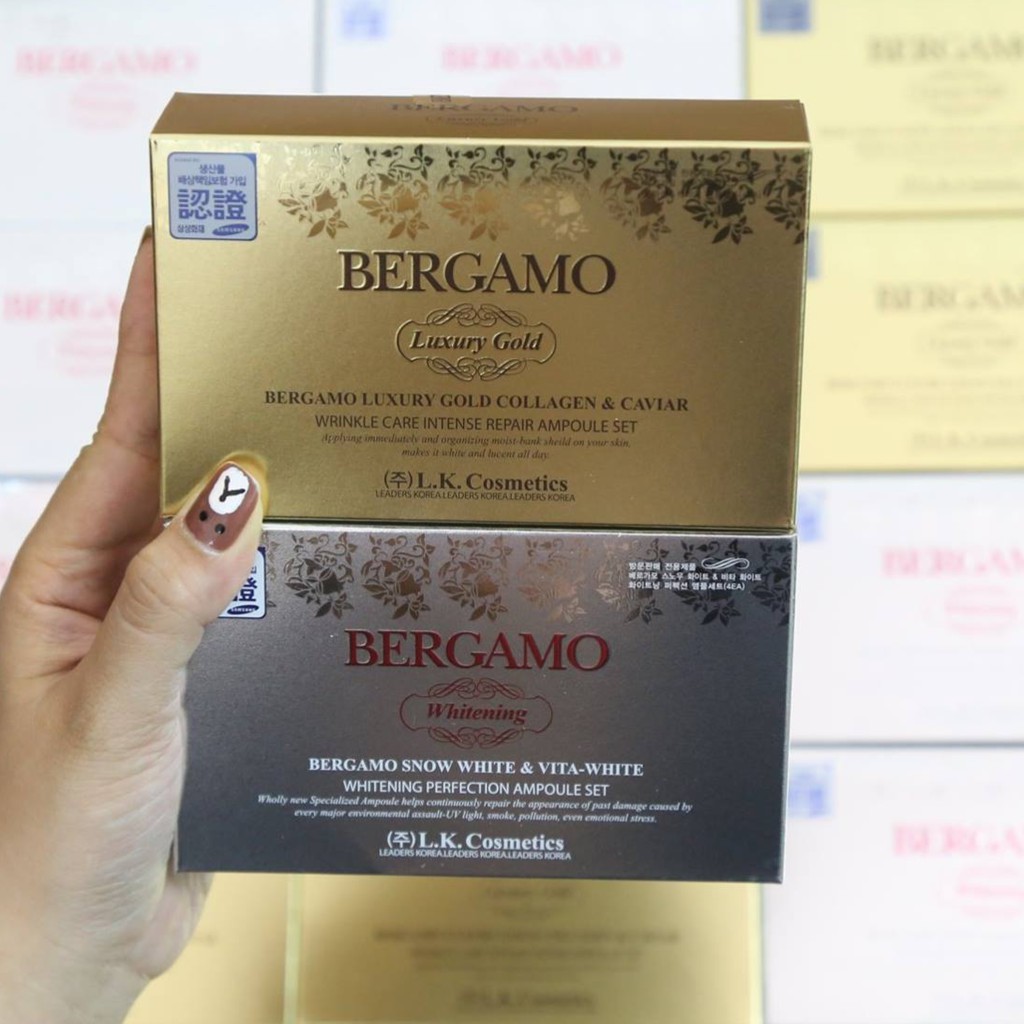 BERGAMO
생산물
배상책임보험 가입
認證
삼성화재 SAMSUNG
BERGAMO
Luxury Gold
BERGAMO LUXURY GOLD COLLAGEN & CAVIAR
WRINKLE CARE INTENSE REPAIR AMPOULE SET
Applying immediately and organizing moist-bank sheild on your skin,
makes it white and lucent all day.
(주)L.K. Cosmetics
LEADERS KOREA.LEADERS KOREA.LEADERS KOREA
證
SAMSUNG
방문판매 전용제품
베르가모 스노우 화이트 & 비타 화이트
화이트닝 퍼펙션 앰플세트(4EA)
BERGAMO
Whitening
BERGAMO SNOW WHITE & VITA-WHITE
WHITENING PERFECTION AMPOULE SET
Wholly new Specialized Ampoule helps continuously repair the appearance of past damage caused by
every major environmental assault-UV light, smoke, pollution, even emotional stress.
(주)L.K. Cosmetics
LEADERS KOREA.LEADERS KOREA.LEADERS KOREA
BERGAMO
BERGAMO